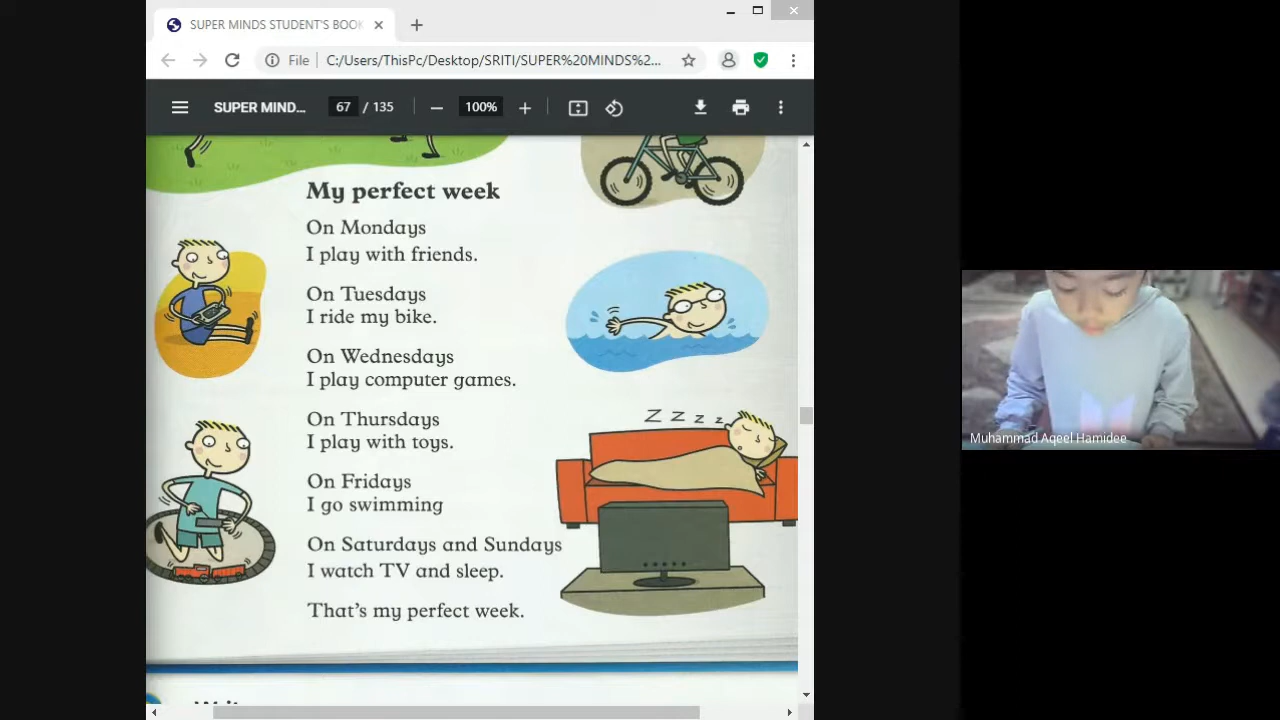 SUPER MINDS STUDENT'S BOOK
File
C:/Users/ThisPc/Desktop/SRITI/SUPER%20MINDS%2...
SUPER MIND...
67 / 135
100%
My perfect week
On Mondays
I play with friends.
On Tuesdays
I ride my bike.
On Wednesdays
I play computer games.
On Thursdays
I play with toys.
On Fridays
I go swimming
On Saturdays and Sundays
I watch TV and sleep.
That's my perfect week.
Z Z Z z
Muhammad Aqeel Hamidee